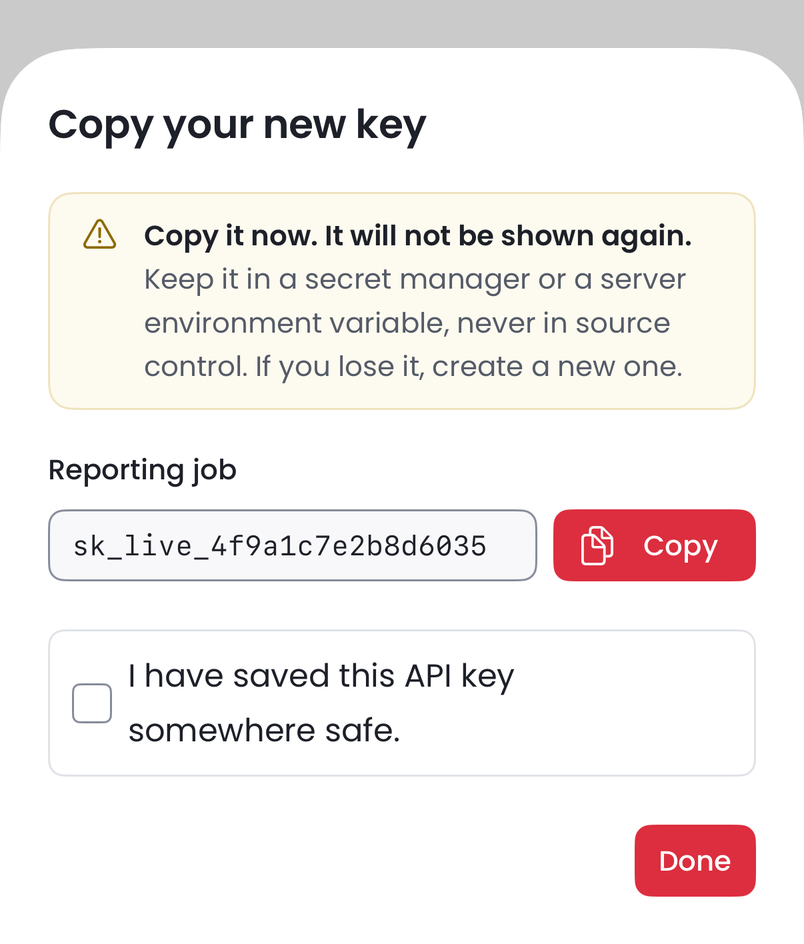 Copy your new key
Copy it now. It will not be shown again.
Keep it in a secret manager or a server
environment variable, never in source
control. If you lose it, create a new one.
Reporting job
sk_live_4f9a1c7e2b8d6035
Copy
I have saved this API key
somewhere safe.
Done